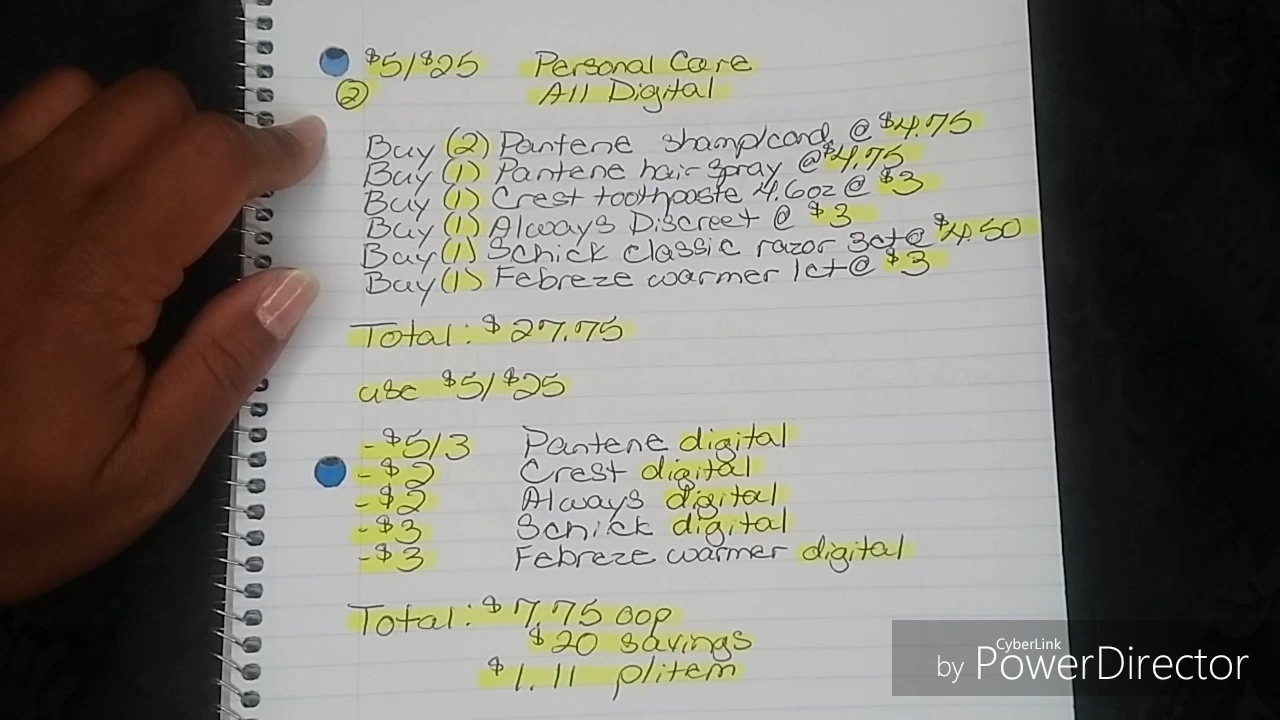 $5/$25 Personal Care
② All Digital
Buy (2) Pantene shamp/cond. @ $4.75
Buy (1) Pantene hair spray @ $4.75
Buy (1) Crest toothpaste 4.6oz @ $3
Buy (1) Always Discreet @ $3
Buy (1) Schick classic razor 3ct @ $4.50
Buy (1) Febreze warmer 1ct @ $3
Total: $27.75
use $5/$25
-$5/3 Pantene digital
-$2 Crest digital
-$2 Always digital
-$3 Schick digital
-$3 Febreze warmer digital
Total: $7.75 oop
$20 savings
$1.11 p/item
CyberLink
by PowerDirector